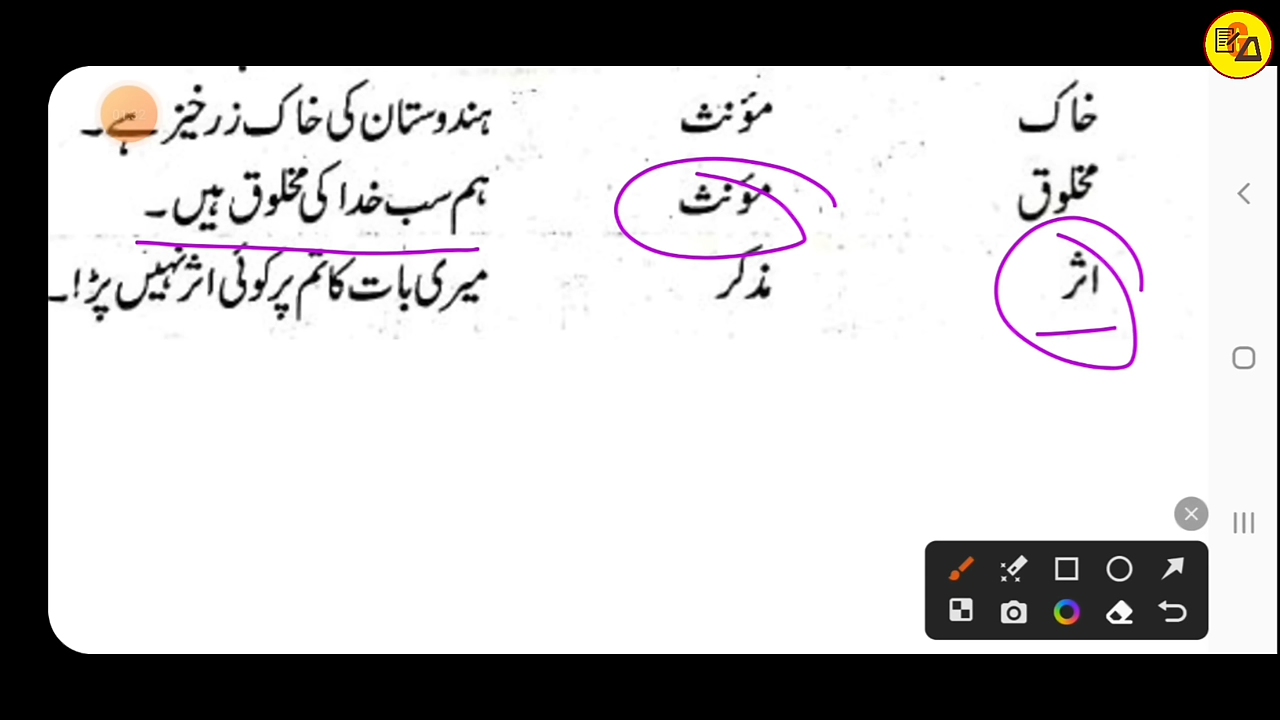 خاک مؤنث ہندوستان کی خاک زرخیز ہے۔
مخلوق مؤنث ہم سب خدا کی مخلوق ہیں۔
اثر مذکر میری بات کا تم پر کوئی اثر نہیں پڑا۔